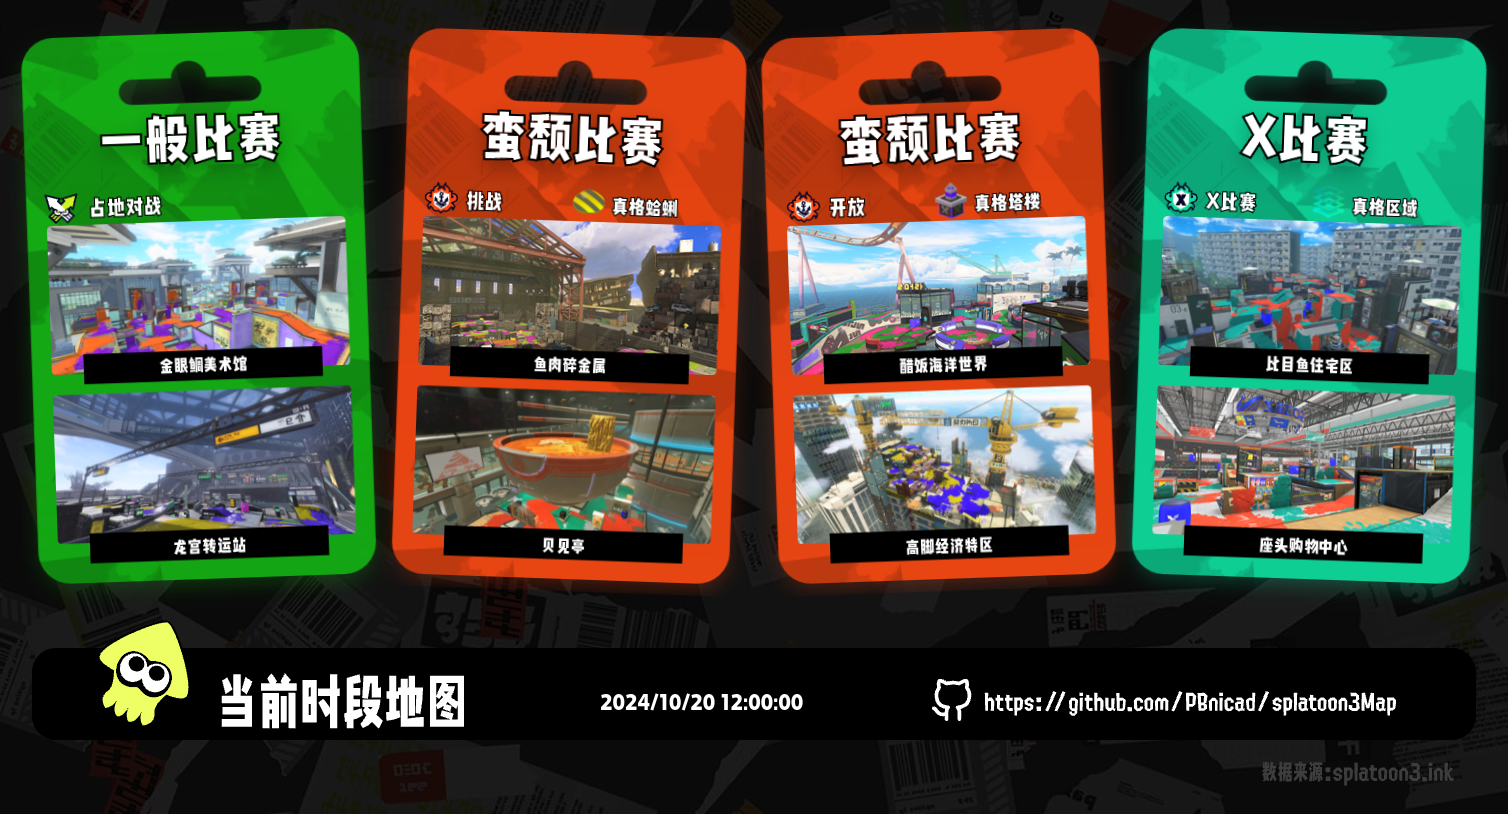 一般比赛
占地对战
金眼鲷美术馆
龙宫转运站
蛮颓比赛
挑战
真格蛤蜊
鱼肉碎金属
贝见亭
蛮颓比赛
开放
真格塔楼
醋饭海洋世界
高脚经济特区
X比赛
X比赛
真格区域
比目鱼住宅区
座头购物中心
当前时段地图
2024/10/20 12:00:00
https://github.com/PBnicad/splatoon3Map
数据来源:splatoon3.ink